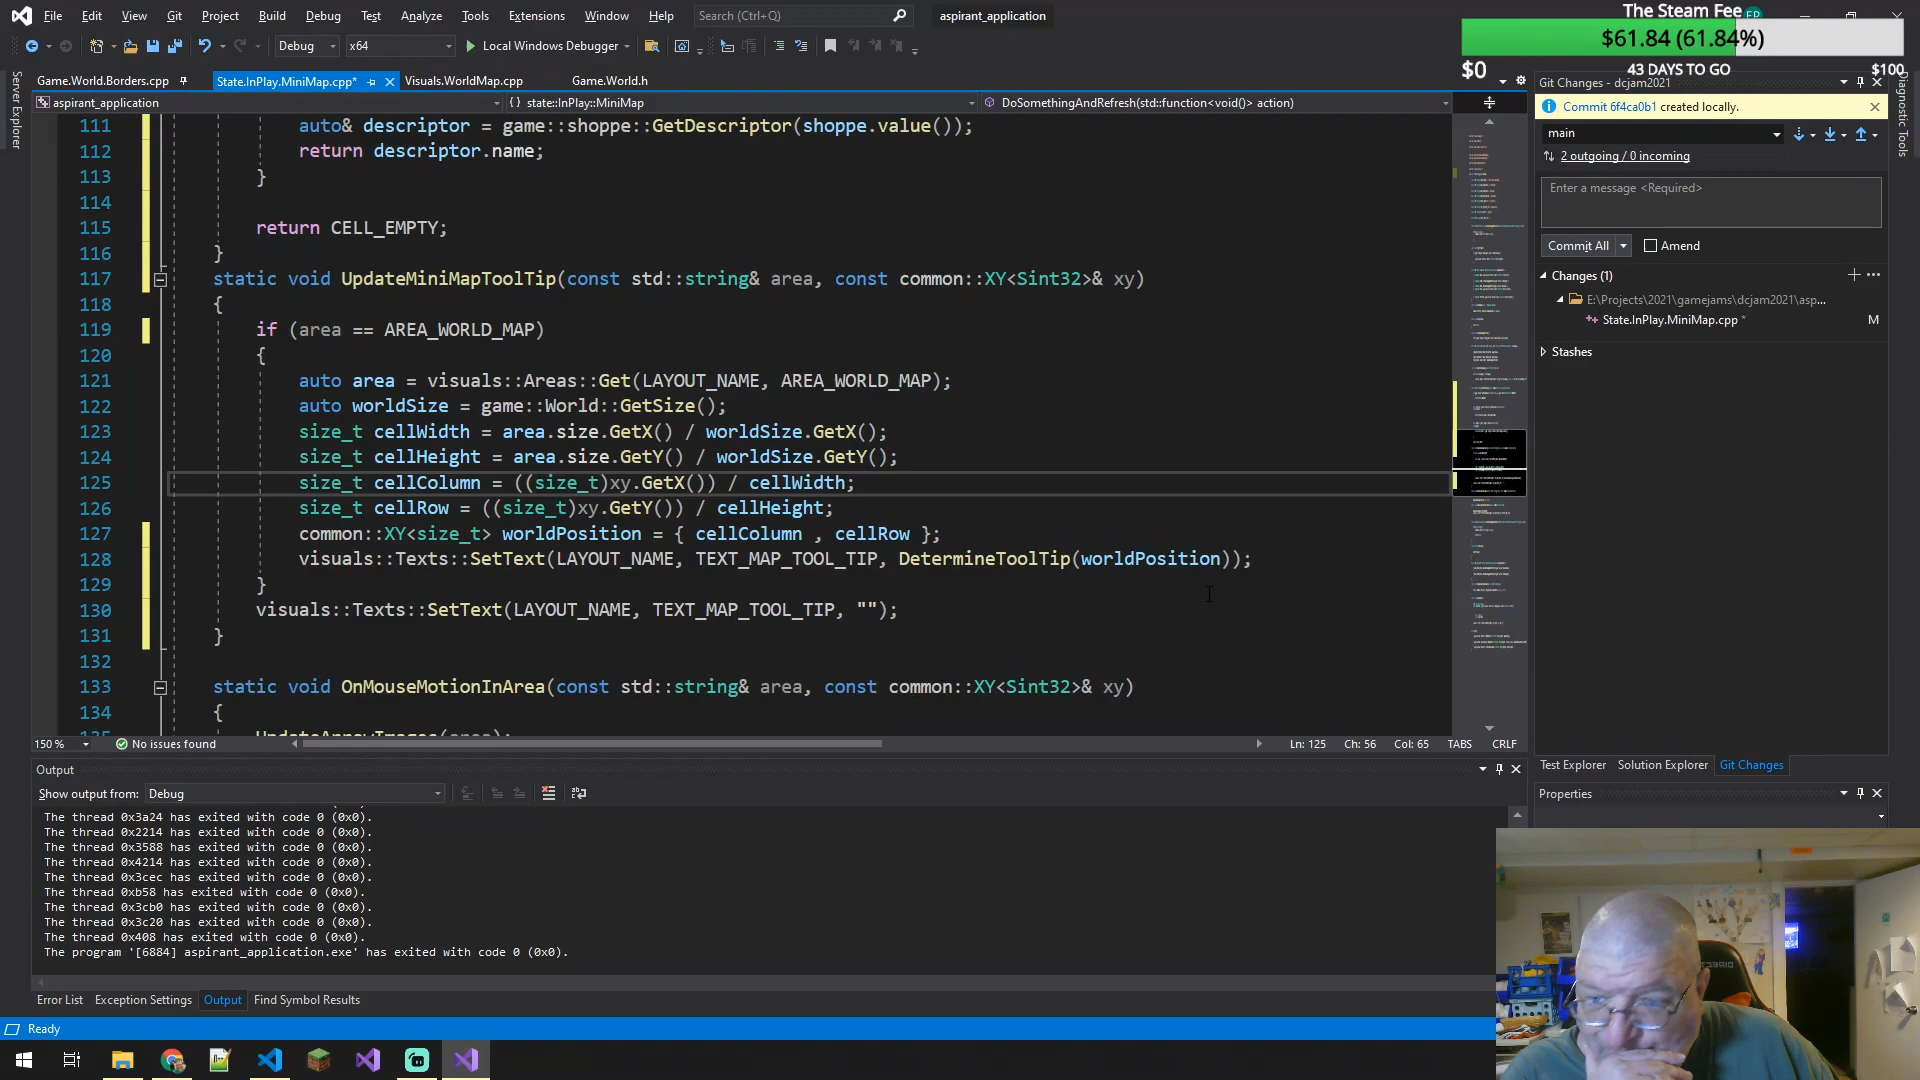 File Edit View Git Project Build Debug Test Analyze Tools Extensions Window Help Search (Ctrl+Q) aspirant_application
The Steam Fee
$61.84 (61.84%)
$0 43 DAYS TO GO $100
Debug x64 Local Windows Debugger
Server Explorer
Game.World.Borders.cpp State.InPlay.MiniMap.cpp* Visuals.WorldMap.cpp Game.World.h
aspirant_application {} state::InPlay::MiniMap DoSomethingAndRefresh(std::function<void()> action)
111 auto& descriptor = game::shoppe::GetDescriptor(shoppe.value());
112 return descriptor.name;
113 }
114
115 return CELL_EMPTY;
116 }
117 static void UpdateMiniMapToolTip(const std::string& area, const common::XY<Sint32>& xy)
118 {
119 if (area == AREA_WORLD_MAP)
120 {
121 auto area = visuals::Areas::Get(LAYOUT_NAME, AREA_WORLD_MAP);
122 auto worldSize = game::World::GetSize();
123 size_t cellWidth = area.size.GetX() / worldSize.GetX();
124 size_t cellHeight = area.size.GetY() / worldSize.GetY();
125 size_t cellColumn = ((size_t)xy.GetX()) / cellWidth;
126 size_t cellRow = ((size_t)xy.GetY()) / cellHeight;
127 common::XY<size_t> worldPosition = { cellColumn , cellRow };
128 visuals::Texts::SetText(LAYOUT_NAME, TEXT_MAP_TOOL_TIP, DetermineToolTip(worldPosition));
129 }
130 visuals::Texts::SetText(LAYOUT_NAME, TEXT_MAP_TOOL_TIP, "");
131 }
132
133 static void OnMouseMotionInArea(const std::string& area, const common::XY<Sint32>& xy)
134 {
150 % No issues found Ln: 125 Ch: 56 Col: 65 TABS CRLF
Output
Show output from: Debug
The thread 0x3a24 has exited with code 0 (0x0).
The thread 0x2214 has exited with code 0 (0x0).
The thread 0x3588 has exited with code 0 (0x0).
The thread 0x4214 has exited with code 0 (0x0).
The thread 0x3cec has exited with code 0 (0x0).
The thread 0xb58 has exited with code 0 (0x0).
The thread 0x3cb0 has exited with code 0 (0x0).
The thread 0x3c20 has exited with code 0 (0x0).
The thread 0x408 has exited with code 0 (0x0).
The program '[6884] aspirant_application.exe' has exited with code 0 (0x0).
Error List Exception Settings Output Find Symbol Results
Ready
Git Changes - dcjam2021
Commit 6f4ca0b1 created locally.
main
2 outgoing / 0 incoming
Enter a message <Required>
Commit All Amend
Changes (1)
E:\Projects\2021\gamejams\dcjam2021\asp...
State.InPlay.MiniMap.cpp * M
Stashes
Test Explorer Solution Explorer Git Changes
Properties
Diagnostic Tools